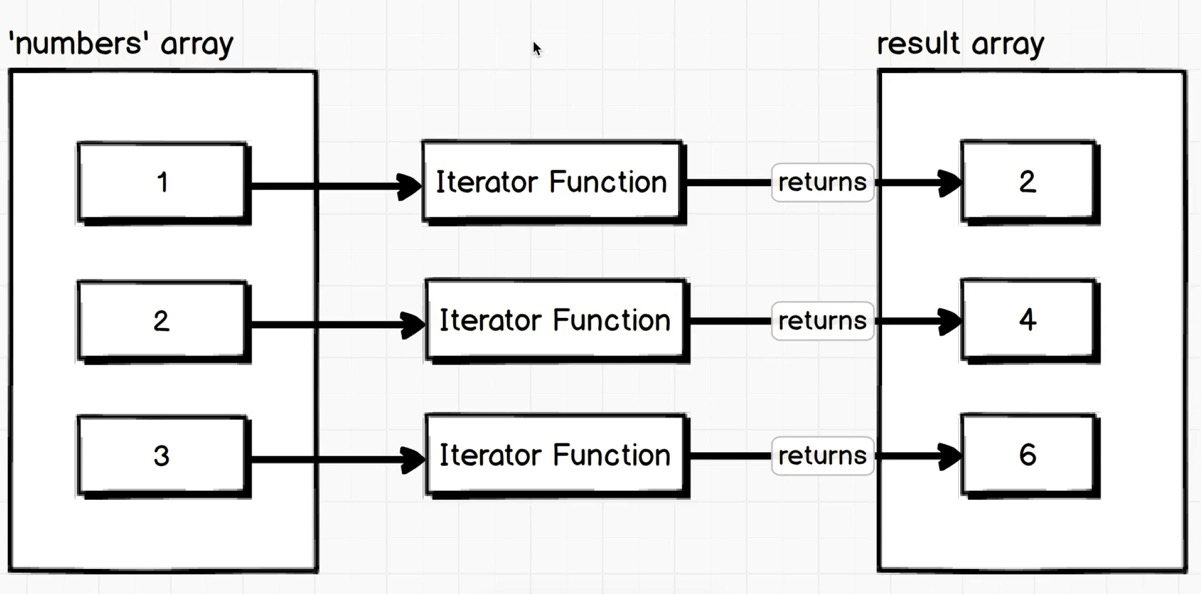 'numbers' array
result array
1
Iterator Function
returns
2
2
Iterator Function
returns
4
3
Iterator Function
returns
6